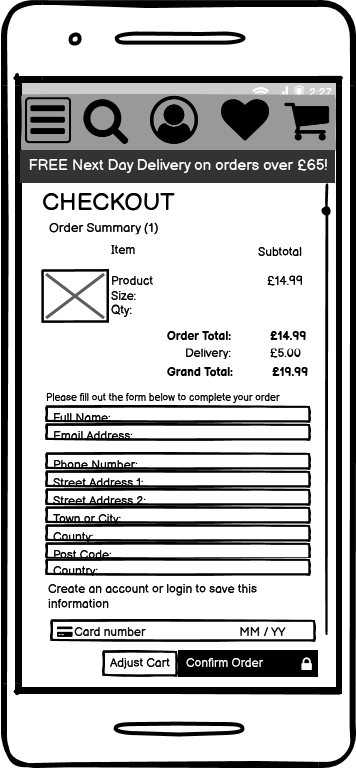 2:27
FREE Next Day Delivery on orders over £65!
CHECKOUT
Order Summary (1)
Item Subtotal
Product £14.99
Size:
Qty:
Order Total: £14.99
Delivery: £5.00
Grand Total: £19.99
Please fill out the form below to complete your order
Full Name:
Email Address:
Phone Number:
Street Address 1:
Street Address 2:
Town or City:
County:
Post Code:
Country:
Create an account or login to save this
information
Card number MM / YY
Adjust Cart Confirm Order